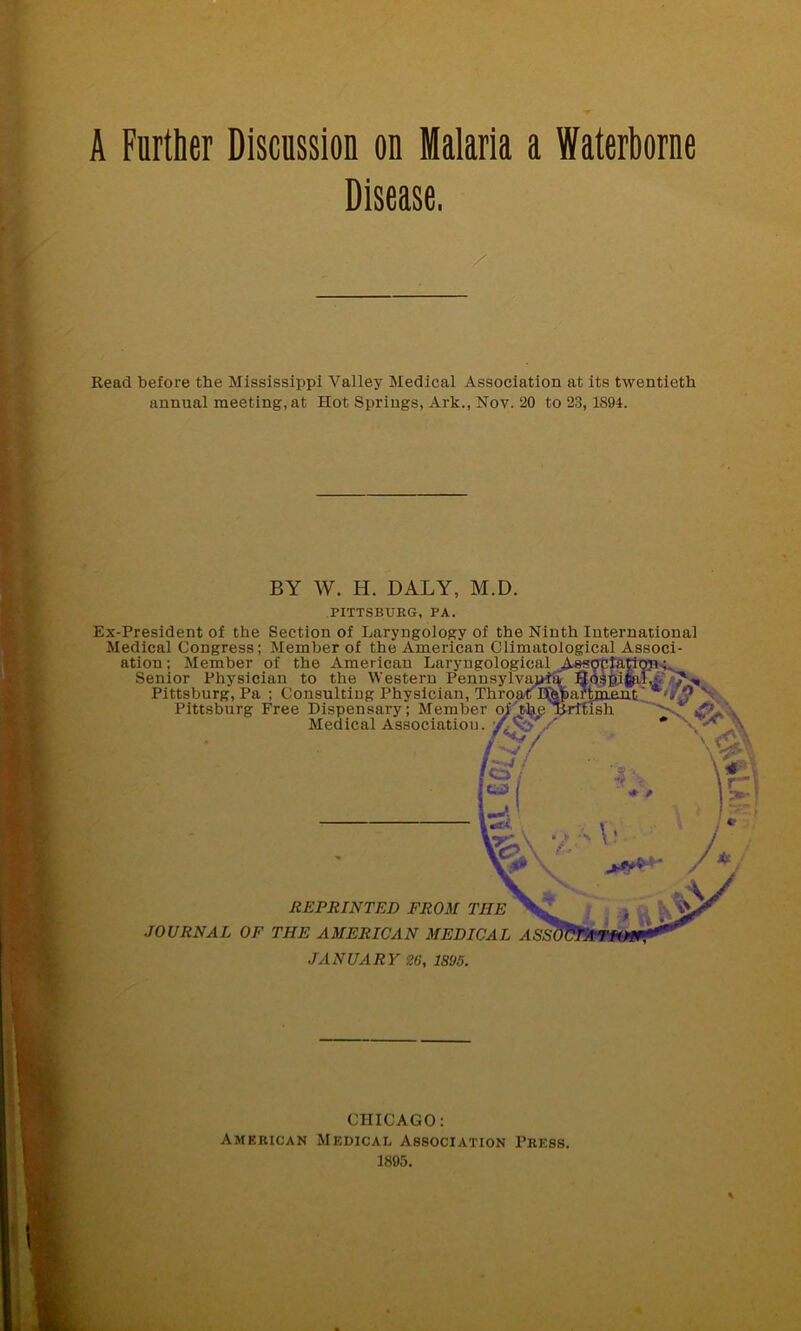 A Further Discussion on Malaria a Waterborne
Disease.
Read before the Mississippi Valley Medical Association at its twentieth
annual meeting, at Hot Springs, Ark., Nov. 20 to 23, 1894.
BY W. H. DALY, M.D.
PITTSBURG, PA.
Ex-President of the Section of Laryngology of the Ninth International
Medical Congress; Member of the American Climatological Associ-
ation; Member of the American Laryngological Association;
Senior Physician to the Western Pennsylvania Hospital,
Pittsburg, Pa ; Consulting Physician, Throat Department
Pittsburg Free Dispensary; Member of the British
Medical Association.
REPRINTED FROM THE
JOURNAL OF THE AMERICAN MEDICAL ASSOCIATION,
JANUARY 26, 1895.
CHICAGO:
AMERICAN MEDICAL ASSOCIATION PRESS.
1895.